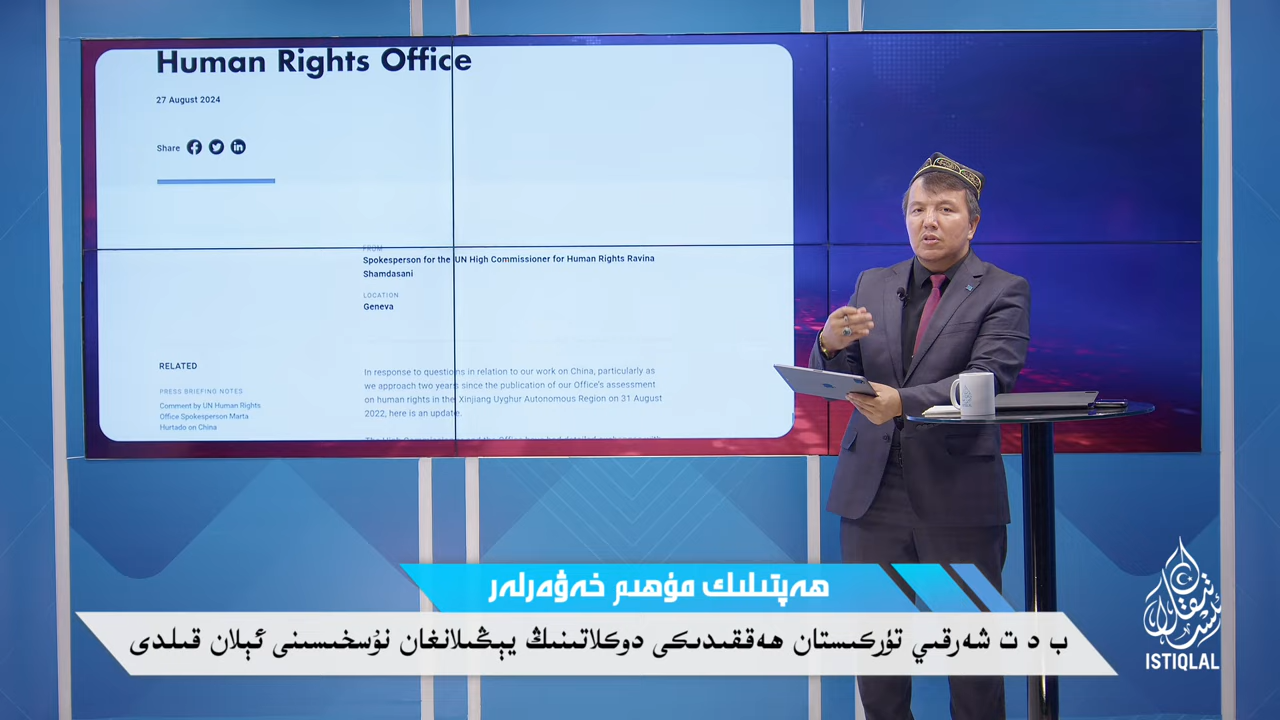 Human Rights Office
27 August 2024
Share
FROM
Spokesperson for the UN High Commissioner for Human Rights Ravina
Shamdasani
LOCATION
Geneva
RELATED
PRESS BRIEFING NOTES
Comment by UN Human Rights
Office Spokesperson Marta
Hurtado on China
In response to questions in relation to our work on China, particularly as
we approach two years since the publication of our Office's assessment
on human rights in the Xinjiang Uyghur Autonomous Region on 31 August
2022, here is an update.
ھەپتىلىك مۇھىم خەۋەرلەر
ب د ت شەرقىي تۈركىستان ھەققىدىكى دوكلاتىنىڭ يېڭىلانغان نۇسخىسىنى ئېلان قىلدى
ئىستىقلال
ISTIQLAL